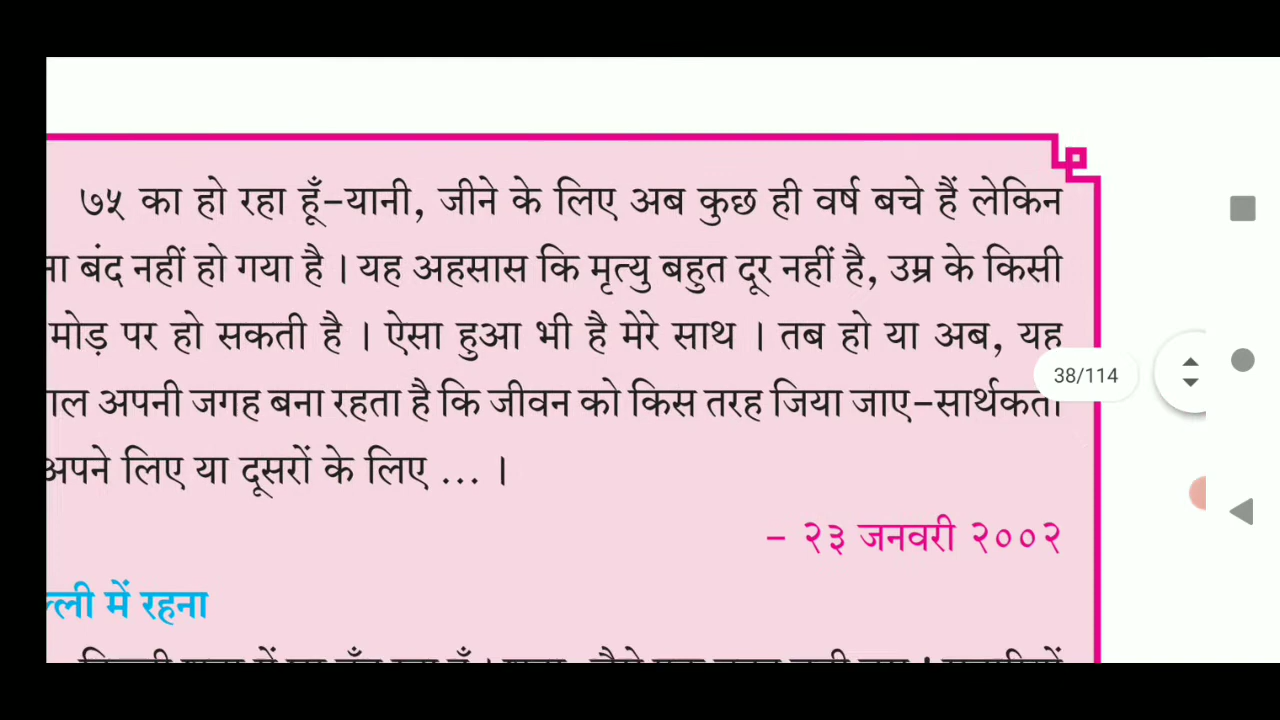 ७५ का हो रहा हूँ–यानी, जीने के लिए अब कुछ ही वर्ष बचे हैं लेकिन
बंद नहीं हो गया है । यह अहसास कि मृत्यु बहुत दूर नहीं है, उम्र के किसी
मोड़ पर हो सकती है । ऐसा हुआ भी है मेरे साथ । तब हो या अब, यह
अपनी जगह बना रहता है कि जीवन को किस तरह जिया जाए–सार्थकता
अपने लिए या दूसरों के लिए ... ।
– २३ जनवरी २००२
में रहना
38/114